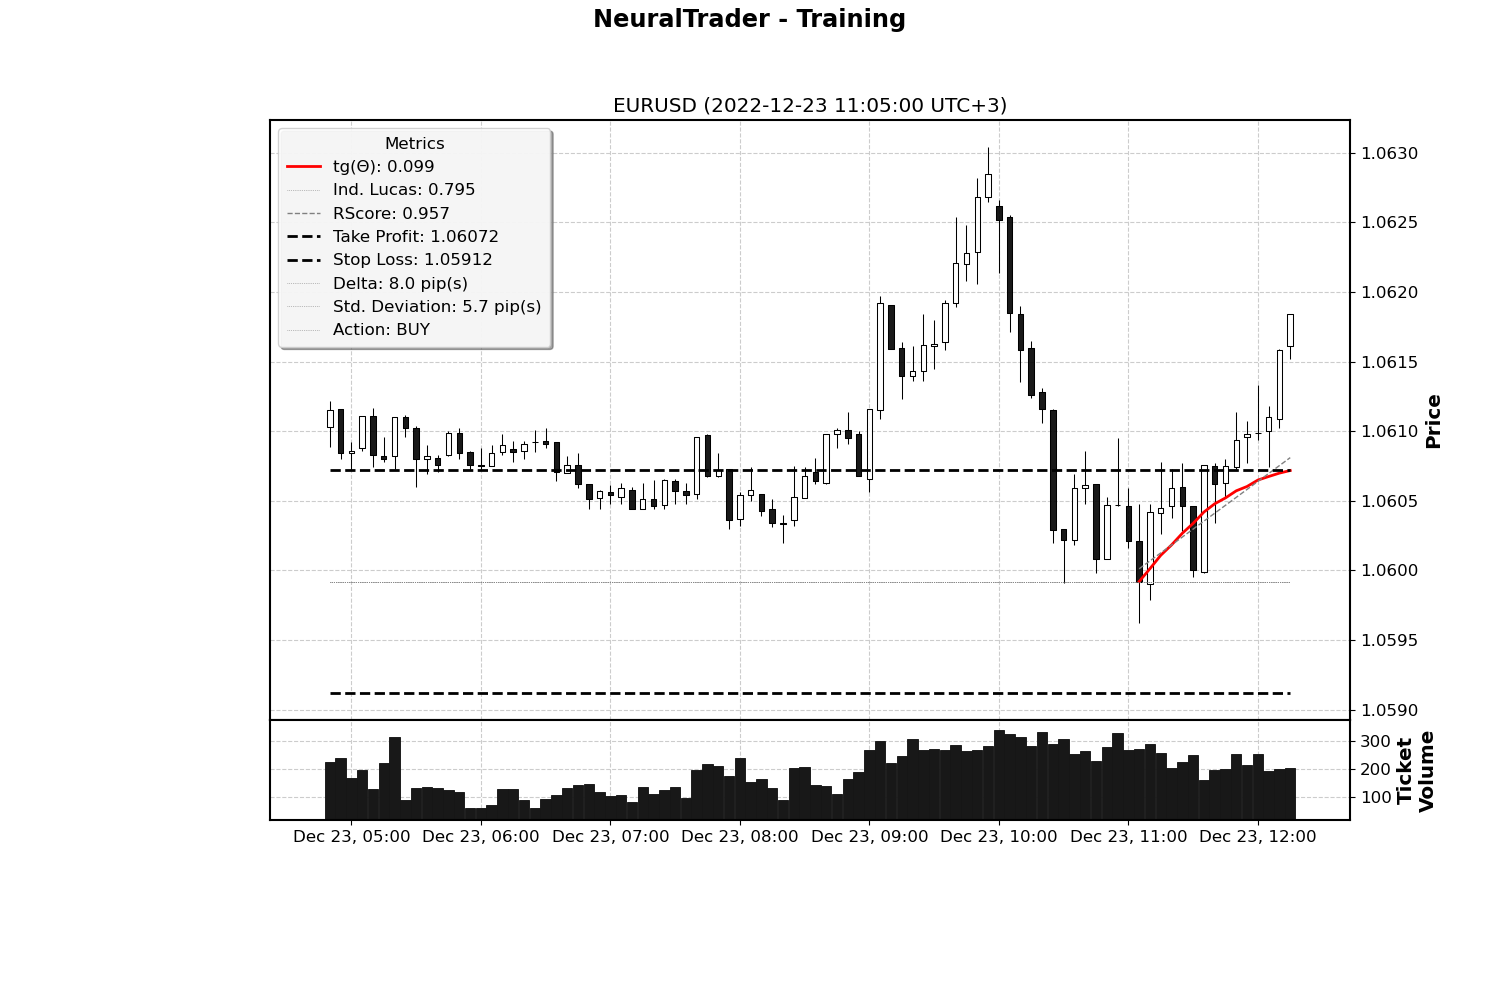 NeuralTrader - Training
EURUSD (2022-12-23 11:05:00 UTC+3)
Metrics
tg(Θ): 0.099
Ind. Lucas: 0.795
RScore: 0.957
Take Profit: 1.06072
Stop Loss: 1.05912
Delta: 8.0 pip(s)
Std. Deviation: 5.7 pip(s)
Action: BUY
1.0630
1.0625
1.0620
1.0615
1.0610
1.0605
1.0600
1.0595
1.0590
Price
300
200
100
Ticket
Volume
Dec 23, 05:00 Dec 23, 06:00 Dec 23, 07:00 Dec 23, 08:00 Dec 23, 09:00 Dec 23, 10:00 Dec 23, 11:00 Dec 23, 12:00